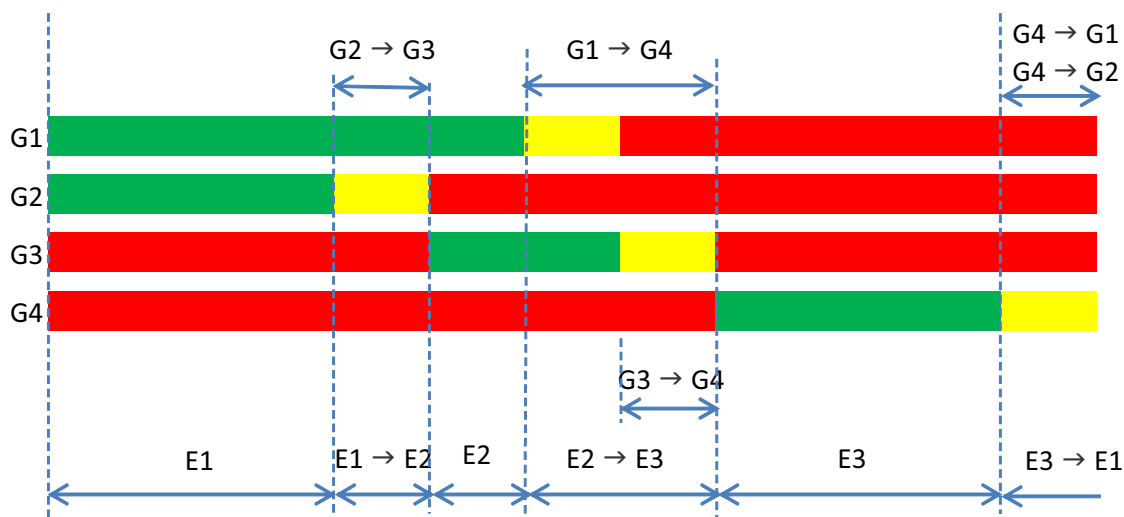 G2 → G3
G1 → G4
G4 → G1
G4 → G2
G1
G2
G3
G4
G3 → G4
E1
E1 → E2
E2
E2 → E3
E3
E3 → E1